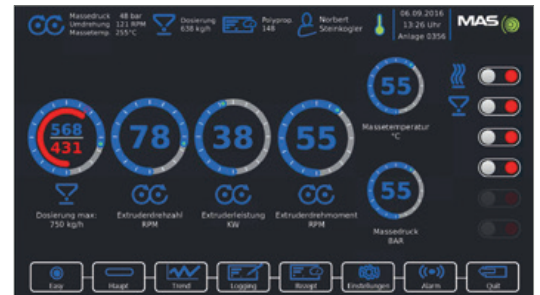 Massedruck 48 bar
Umdrehung 121 RPM
Massetemp. 255°C
Dosierung
638 kg/h
Polyprop.
148
Norbert
Steinkogler
06.09.2016
13:26 Uhr
Anlage 0356
MAS
55
Massetemperatur
°C
568
431
78
38
55
Dosierung max:
750 kg/h
Extruderdrehzahl
RPM
Extruderleistung
KW
Extruderdrehmoment
RPM
55
Massedruck
BAR
Easy
Haupt
Trend
Logging
Rezept
Einstellungen
Alarm
Quit